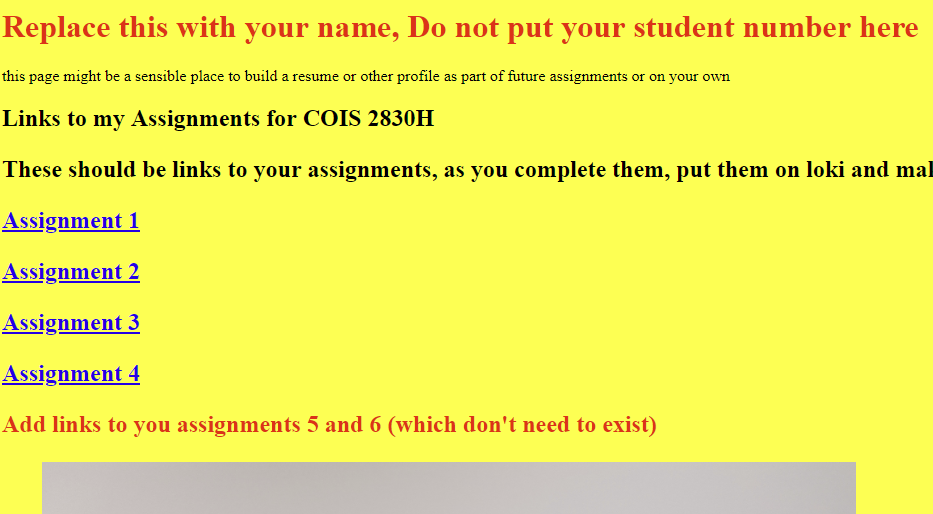 Replace this with your name, Do not put your student number here
this page might be a sensible place to build a resume or other profile as part of future assignments or on your own
Links to my Assignments for COIS 2830H
These should be links to your assignments, as you complete them, put them on loki and
Assignment 1
Assignment 2
Assignment 3
Assignment 4
Add links to you assignments 5 and 6 (which don't need to exist)